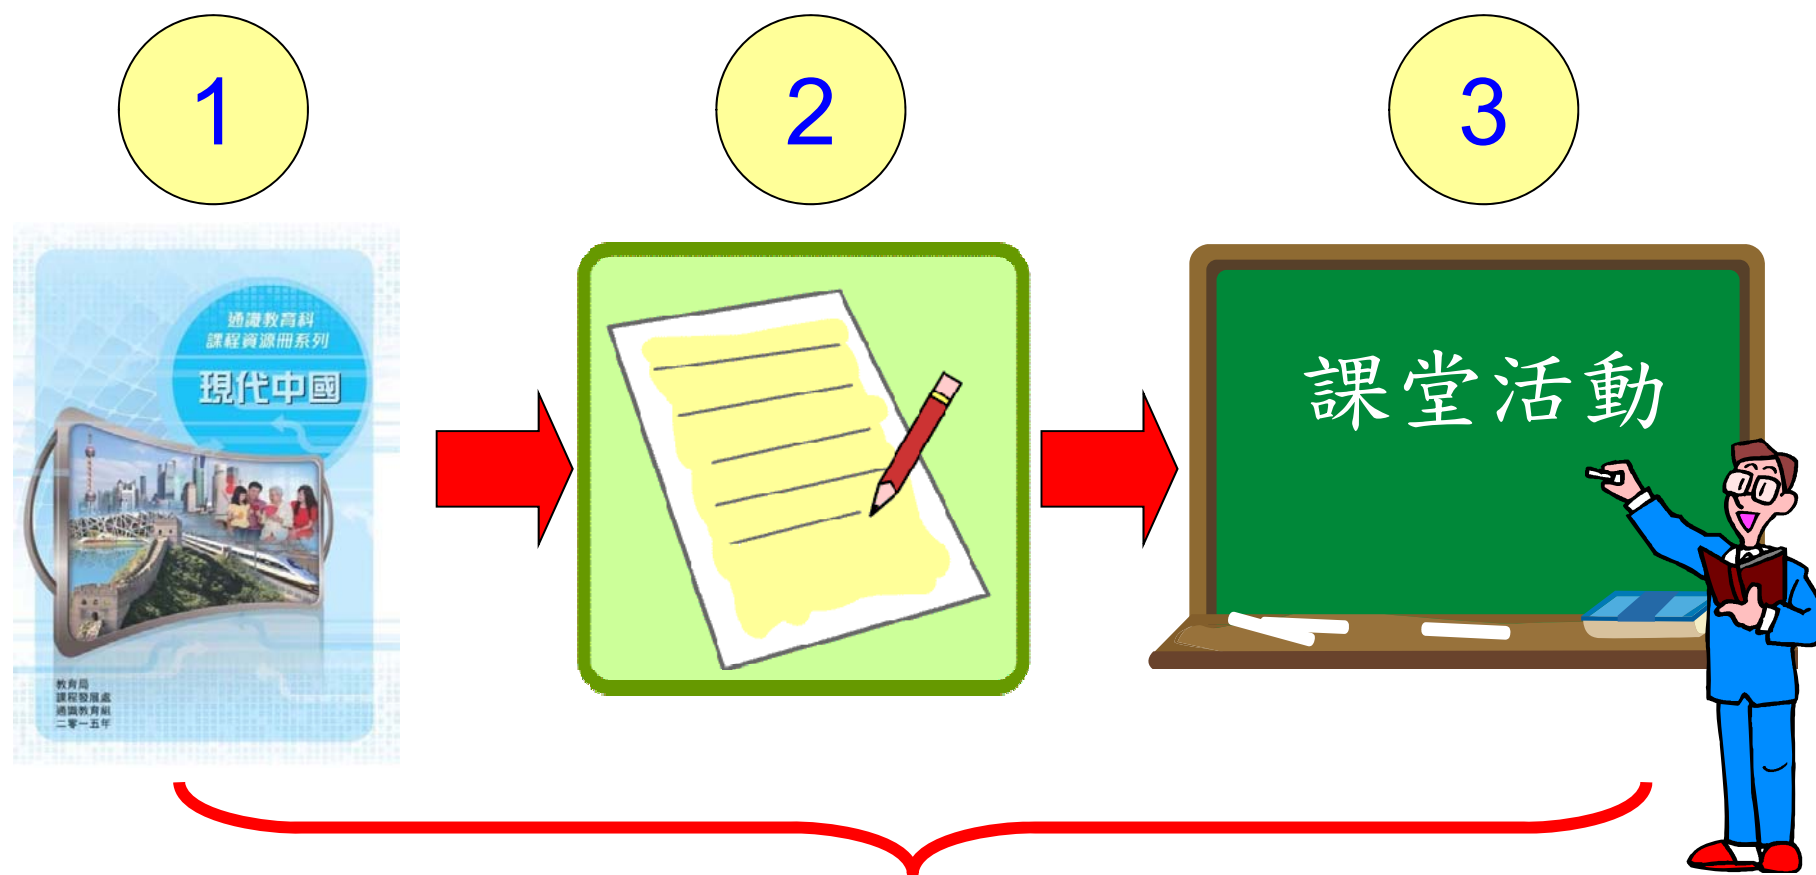 1
2
3
通識教育科
課程資源冊系列
現代中國
教育局
課程發展處
通識教育組
二零一五年
課堂活動